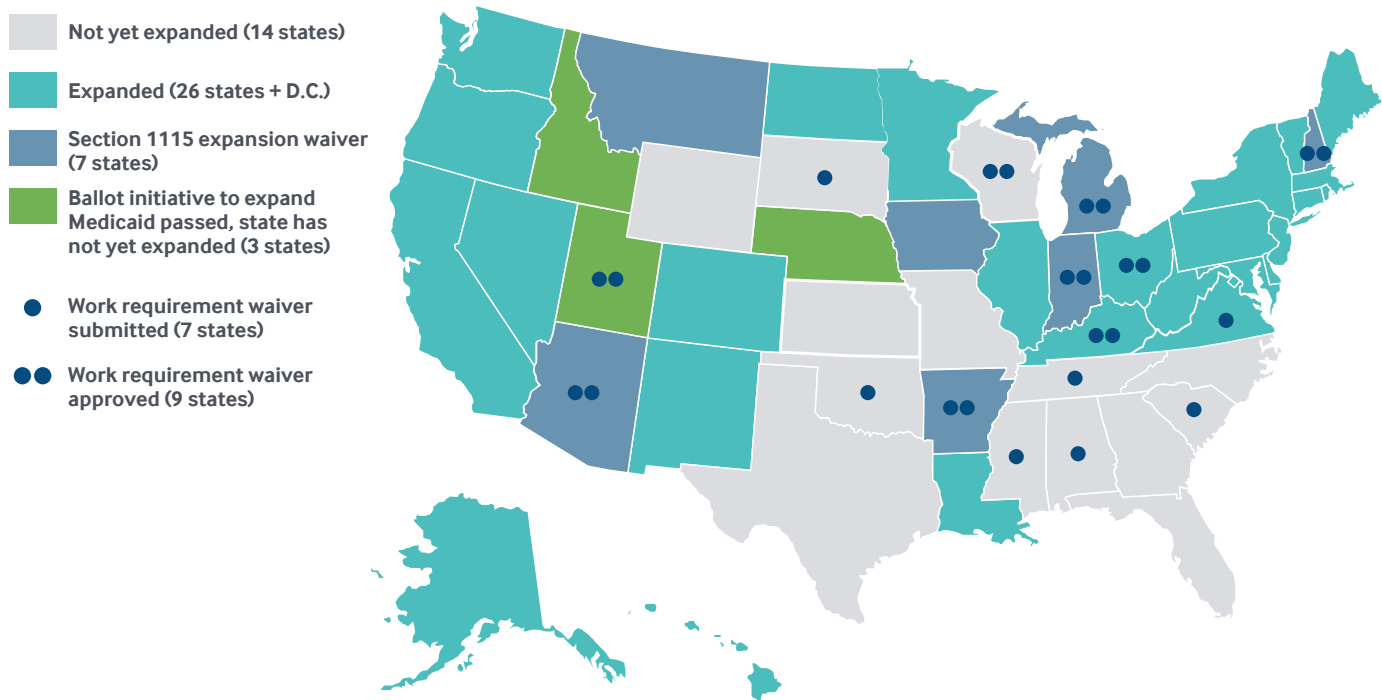 Not yet expanded (14 states)
Expanded (26 states + D.C.)
Section 1115 expansion waiver
(7 states)
Ballot initiative to expand
Medicaid passed, state has
not yet expanded (3 states)
Work requirement waiver
submitted (7 states)
Work requirement waiver
approved (9 states)